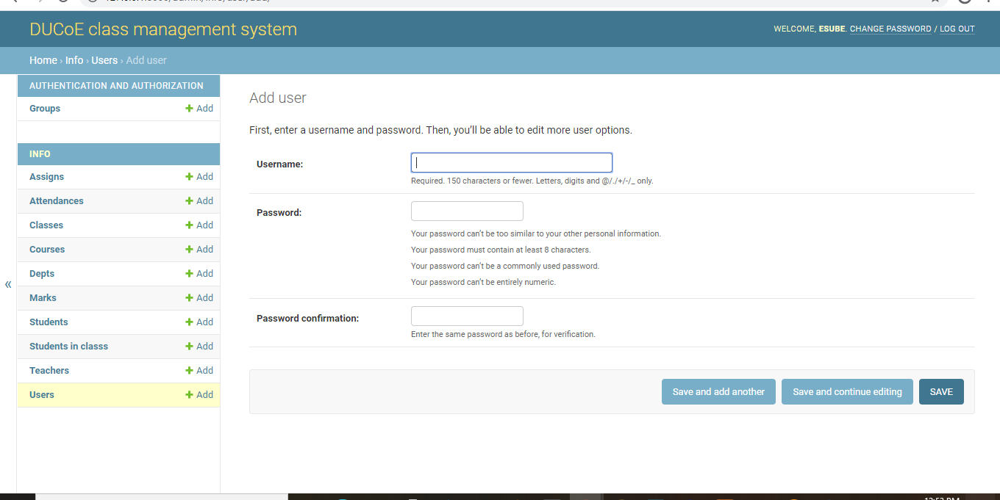 DUCoE class management system
WELCOME, ESUBE. CHANGE PASSWORD / LOG OUT
Home › Info › Users › Add user
AUTHENTICATION AND AUTHORIZATION
Groups + Add
INFO
Assigns + Add
Attendances + Add
Classes + Add
Courses + Add
Depts + Add
Marks + Add
Students + Add
Students in classs + Add
Teachers + Add
Users + Add
«
Add user
First, enter a username and password. Then, you’ll be able to edit more user options.
Username:
Required. 150 characters or fewer. Letters, digits and @/./+/-/_ only.
Password:
Your password can’t be too similar to your other personal information.
Your password must contain at least 8 characters.
Your password can’t be a commonly used password.
Your password can’t be entirely numeric.
Password confirmation:
Enter the same password as before, for verification.
Save and add another
Save and continue editing
SAVE